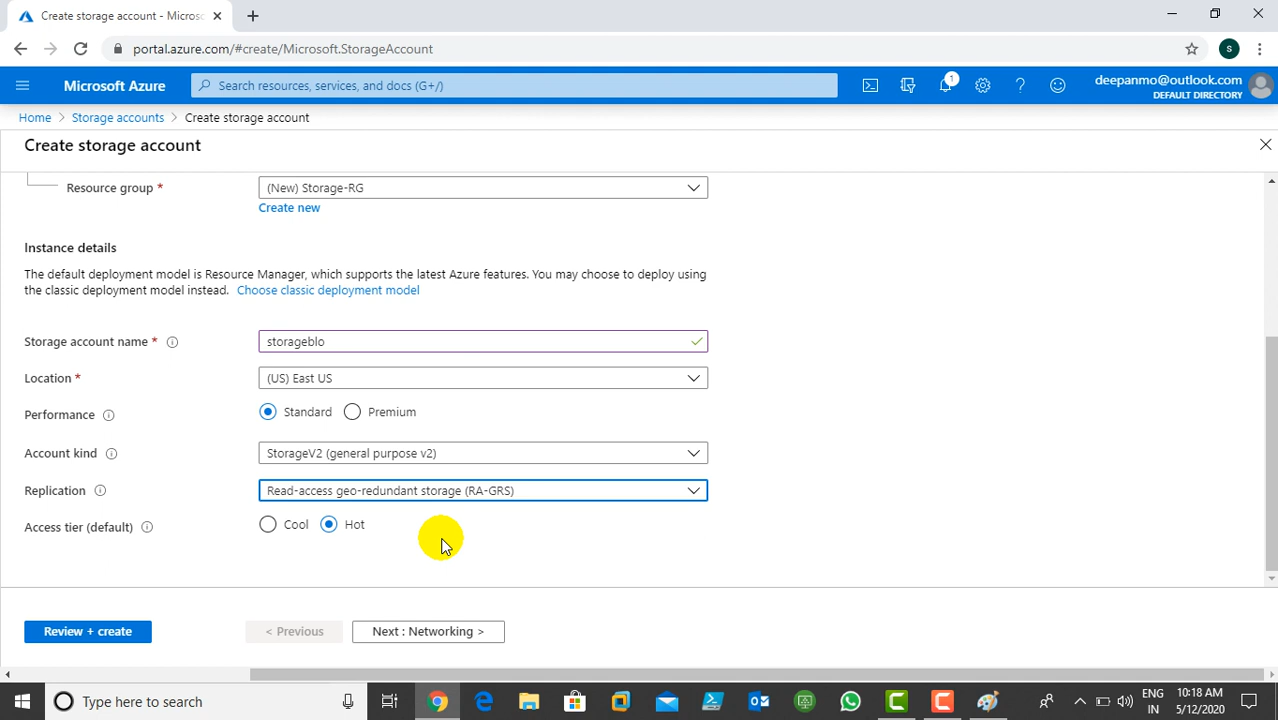 Create storage account - Micros
portal.azure.com/#create/Microsoft.StorageAccount
S
Microsoft Azure
Search resources, services, and docs (G+/)
1
deepanmo@outlook.com
DEFAULT DIRECTORY
Home > Storage accounts > Create storage account
Create storage account
Resource group *
(New) Storage-RG
Create new
Instance details
The default deployment model is Resource Manager, which supports the latest Azure features. You may choose to deploy using
the classic deployment model instead. Choose classic deployment model
Storage account name *
storageblo
Location *
(US) East US
Performance
Standard
Premium
Account kind
StorageV2 (general purpose v2)
Replication
Read-access geo-redundant storage (RA-GRS)
Access tier (default)
Cool
Hot
Review + create
< Previous
Next : Networking >
Type here to search
ENG
IN
10:18 AM
5/12/2020